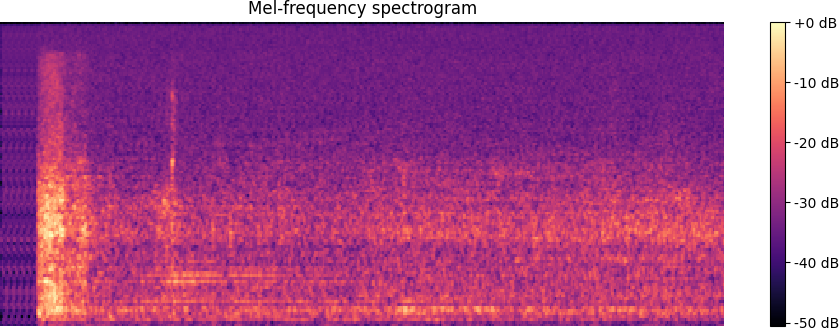 Mel-frequency spectrogram
+0 dB
-10 dB
-20 dB
-30 dB
-40 dB
-50 dB